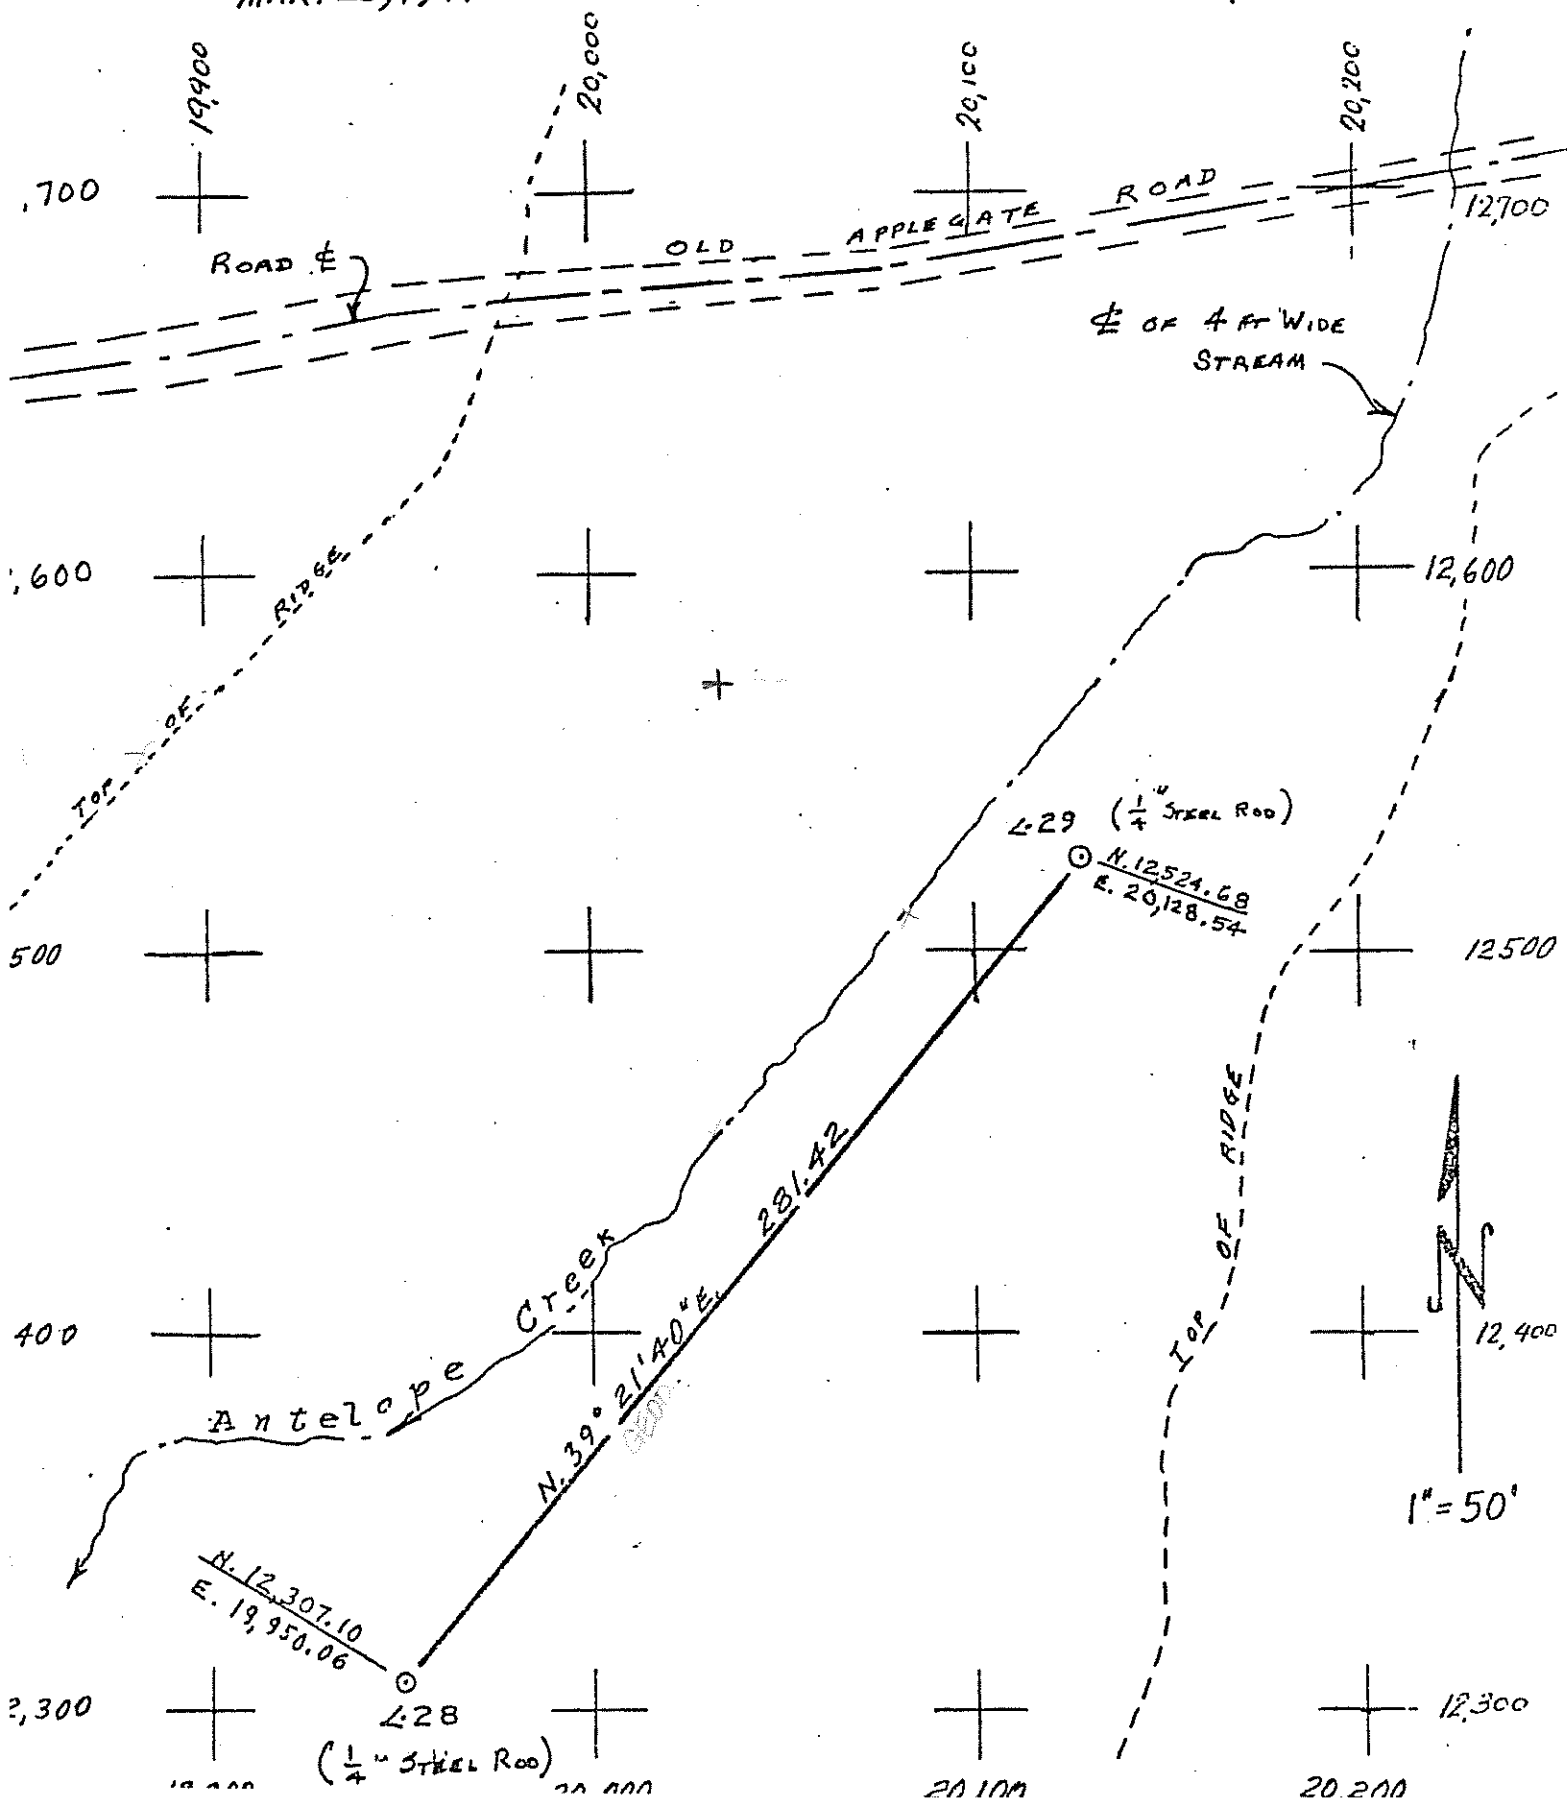 19,900
20,000
20,100
20,200
,700
12,700
OLD APPLEGATE ROAD
ROAD ℄
℄ OF 4 FT WIDE
STREAM
,600
12,600
TOP OF RIDGE
L-29 (1/4" STEEL ROD)
N. 12,524.68
E. 20,128.54
500
12500
281.42
N. 39° 21' 40" E.
TOP OF RIDGE
Antelope Creek
400
12,400
1" = 50'
N. 12,307.10
E. 19,950.06
2,300
12,300
L-28
(1/4" STEEL ROD)
20,000
20,100
20,200